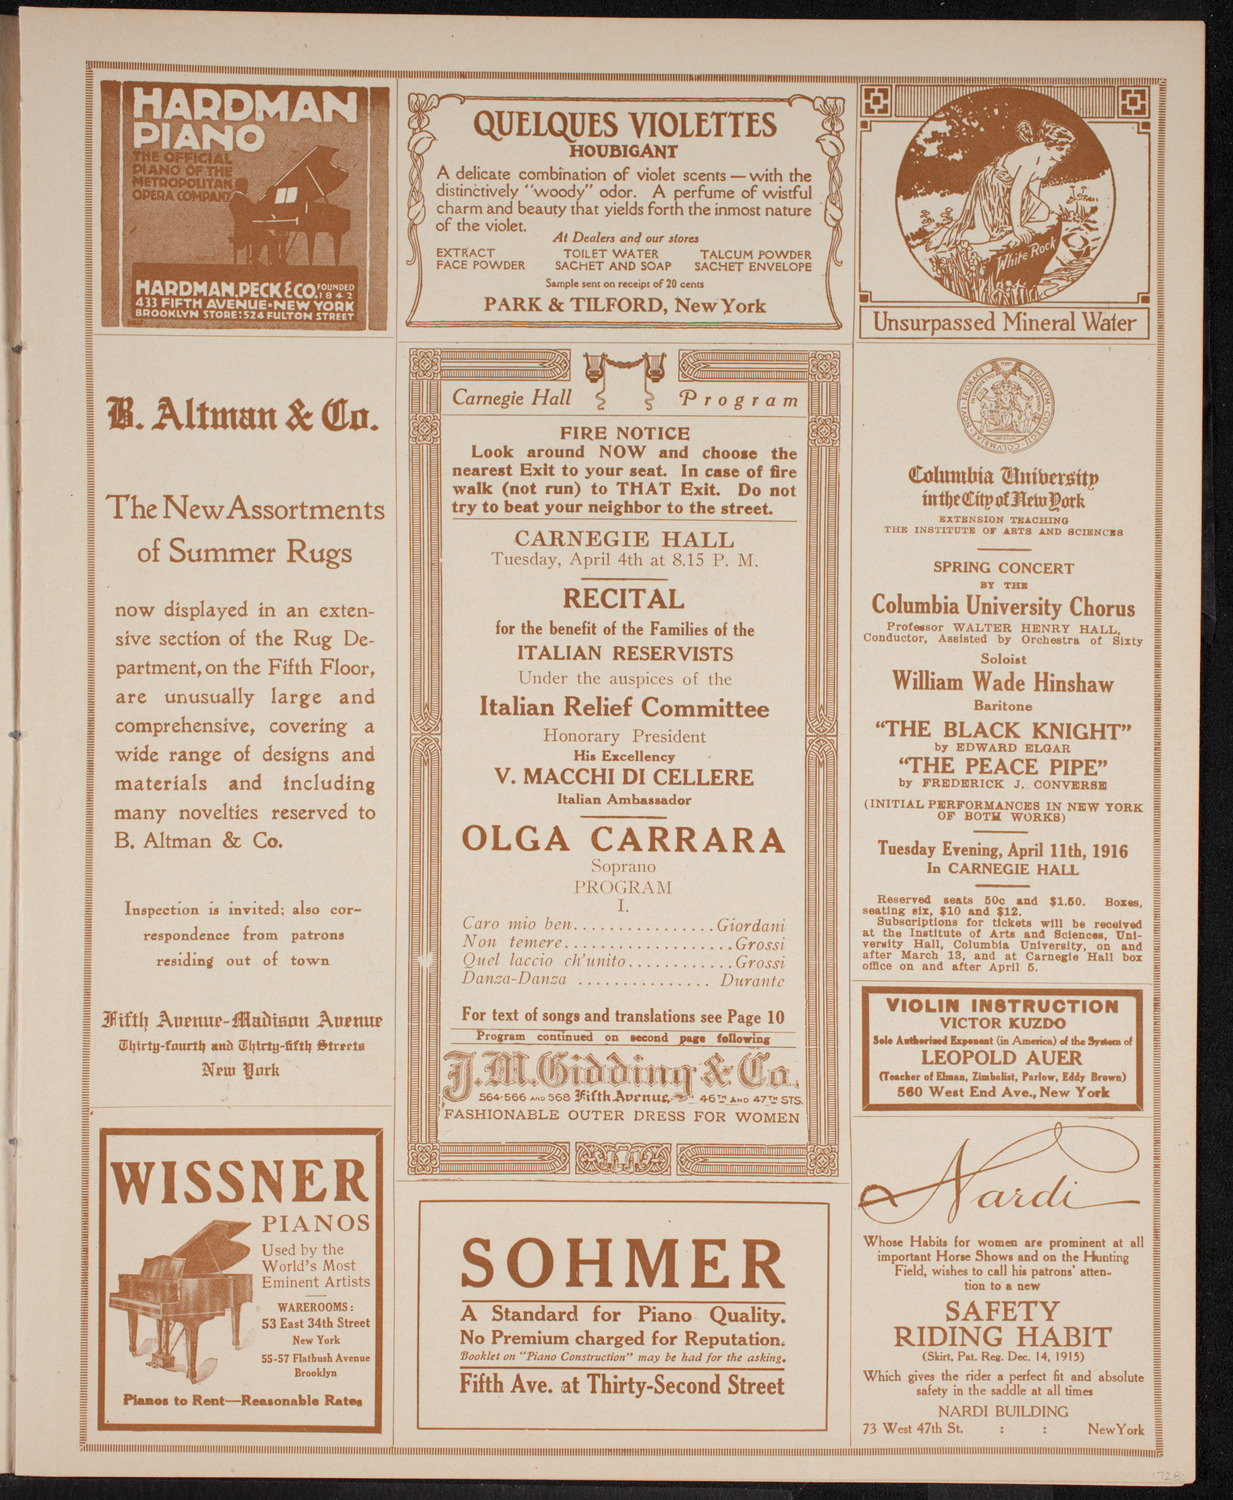 HARDMAN
PIANO
THE OFFICIAL
PIANO OF THE
METROPOLITAN
OPERA COMPANY
HARDMAN, PECK & CO. FOUNDED 1842
433 FIFTH AVENUE·NEW YORK
BROOKLYN STORE: 524 FULTON STREET
B. Altman & Co.
The New Assortments
of Summer Rugs
now displayed in an exten-
sive section of the Rug De-
partment, on the Fifth Floor,
are unusually large and
comprehensive, covering a
wide range of designs and
materials and including
many novelties reserved to
B. Altman & Co.
Inspection is invited; also cor-
respondence from patrons
residing out of town
Fifth Avenue-Madison Avenue
Thirty-fourth and Thirty-fifth Streets
New York
WISSNER
PIANOS
Used by the
World's Most
Eminent Artists
WAREROOMS:
53 East 34th Street
New York
55-57 Flatbush Avenue
Brooklyn
Pianos to Rent—Reasonable Rates
QUELQUES VIOLETTES
HOUBIGANT
A delicate combination of violet scents — with the
distinctively "woody" odor. A perfume of wistful
charm and beauty that yields forth the inmost nature
of the violet.
At Dealers and our stores
EXTRACT TOILET WATER TALCUM POWDER
FACE POWDER SACHET AND SOAP SACHET ENVELOPE
Sample sent on receipt of 20 cents
PARK & TILFORD, New York
Carnegie Hall Program
FIRE NOTICE
Look around NOW and choose the
nearest Exit to your seat. In case of fire
walk (not run) to THAT Exit. Do not
try to beat your neighbor to the street.
CARNEGIE HALL
Tuesday, April 4th at 8.15 P. M.
RECITAL
for the benefit of the Families of the
ITALIAN RESERVISTS
Under the auspices of the
Italian Relief Committee
Honorary President
His Excellency
V. MACCHI DI CELLERE
Italian Ambassador
OLGA CARRARA
Soprano
PROGRAM
I.
Caro mio ben................Giordani
Non temere...................Grossi
Quel laccio ch'unito............Grossi
Danza-Danza ............... Durante
For text of songs and translations see Page 10
Program continued on second page following
J. M. Gidding & Co.
564-566 AND 568 Fifth Avenue, 46TH AND 47TH STS.
FASHIONABLE OUTER DRESS FOR WOMEN
SOHMER
A Standard for Piano Quality.
No Premium charged for Reputation.
Booklet on "Piano Construction" may be had for the asking.
Fifth Ave. at Thirty-Second Street
White Rock
Unsurpassed Mineral Water
Columbia University
in the City of New York
EXTENSION TEACHING
THE INSTITUTE OF ARTS AND SCIENCES
SPRING CONCERT
BY THE
Columbia University Chorus
Professor WALTER HENRY HALL,
Conductor, Assisted by Orchestra of Sixty
Soloist
William Wade Hinshaw
Baritone
"THE BLACK KNIGHT"
by EDWARD ELGAR
"THE PEACE PIPE"
by FREDERICK J. CONVERSE
(INITIAL PERFORMANCES IN NEW YORK
OF BOTH WORKS)
Tuesday Evening, April 11th, 1916
In CARNEGIE HALL
Reserved seats 50c and $1.50. Boxes,
seating six, $10 and $12.
Subscriptions for tickets will be received
at the Institute of Arts and Sciences, Uni-
versity Hall, Columbia University, on and
after March 13, and at Carnegie Hall box
office on and after April 5.
VIOLIN INSTRUCTION
VICTOR KUZDO
Sole Authorized Exponent (in America) of the System of
LEOPOLD AUER
(Teacher of Elman, Zimbalist, Parlow, Eddy Brown)
560 West End Ave., New York
Nardi
Whose Habits for women are prominent at all
important Horse Shows and on the Hunting
Field, wishes to call his patrons' atten-
tion to a new
SAFETY
RIDING HABIT
(Skirt, Pat. Reg. Dec. 14, 1915)
Which gives the rider a perfect fit and absolute
safety in the saddle at all times
NARDI BUILDING
73 West 47th St. : : New York